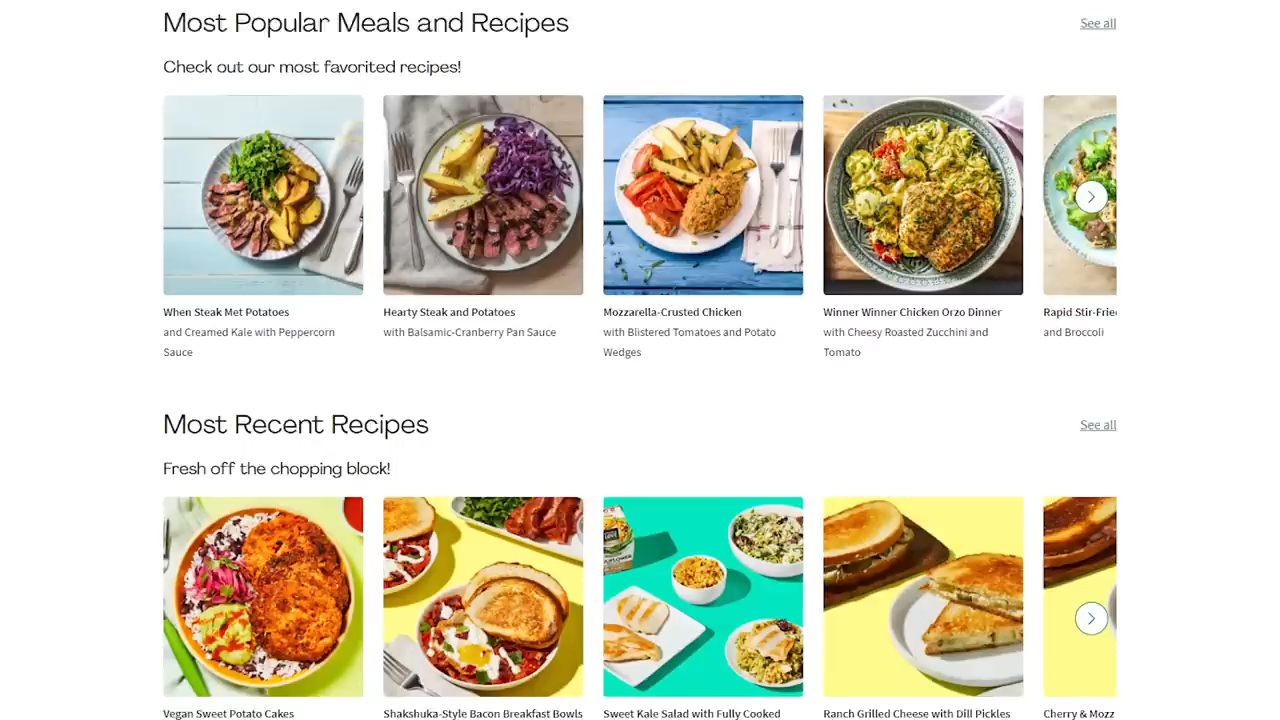 Most Popular Meals and Recipes
See all
Check out our most favorited recipes!
When Steak Met Potatoes
and Creamed Kale with Peppercorn
Sauce
Hearty Steak and Potatoes
with Balsamic-Cranberry Pan Sauce
Mozzarella-Crusted Chicken
with Blistered Tomatoes and Potato
Wedges
Winner Winner Chicken Orzo Dinner
with Cheesy Roasted Zucchini and
Tomato
Rapid Stir-Frie
and Broccoli
Most Recent Recipes
See all
Fresh off the chopping block!
Vegan Sweet Potato Cakes
Shakshuka-Style Bacon Breakfast Bowls
Sweet Kale Salad with Fully Cooked
Ranch Grilled Cheese with Dill Pickles
Cherry & Mozz